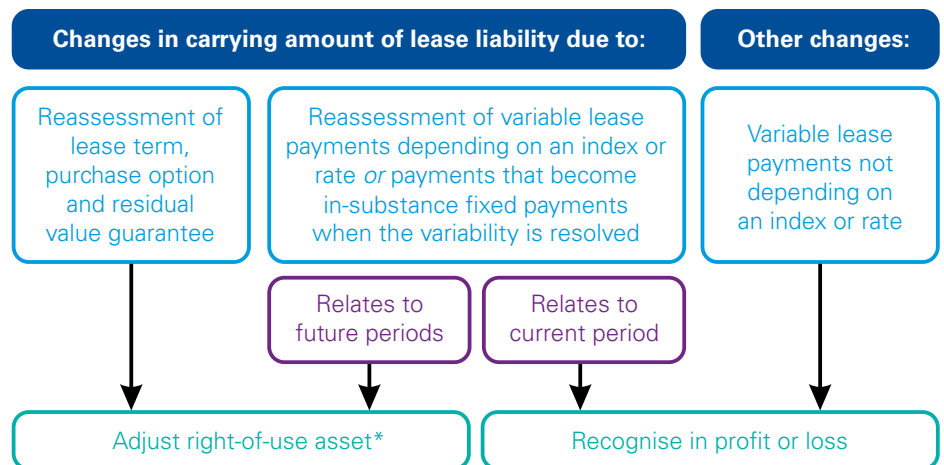 Changes in carrying amount of lease liability due to:
Other changes:
Reassessment of
lease term,
purchase option
and residual
value guarantee
Reassessment of variable lease
payments depending on an index or
rate or payments that become
in-substance fixed payments
when the variability is resolved
Variable lease
payments not
depending on
an index or rate
Relates to
future periods
Relates to
current period
Adjust right-of-use asset*
Recognise in profit or loss